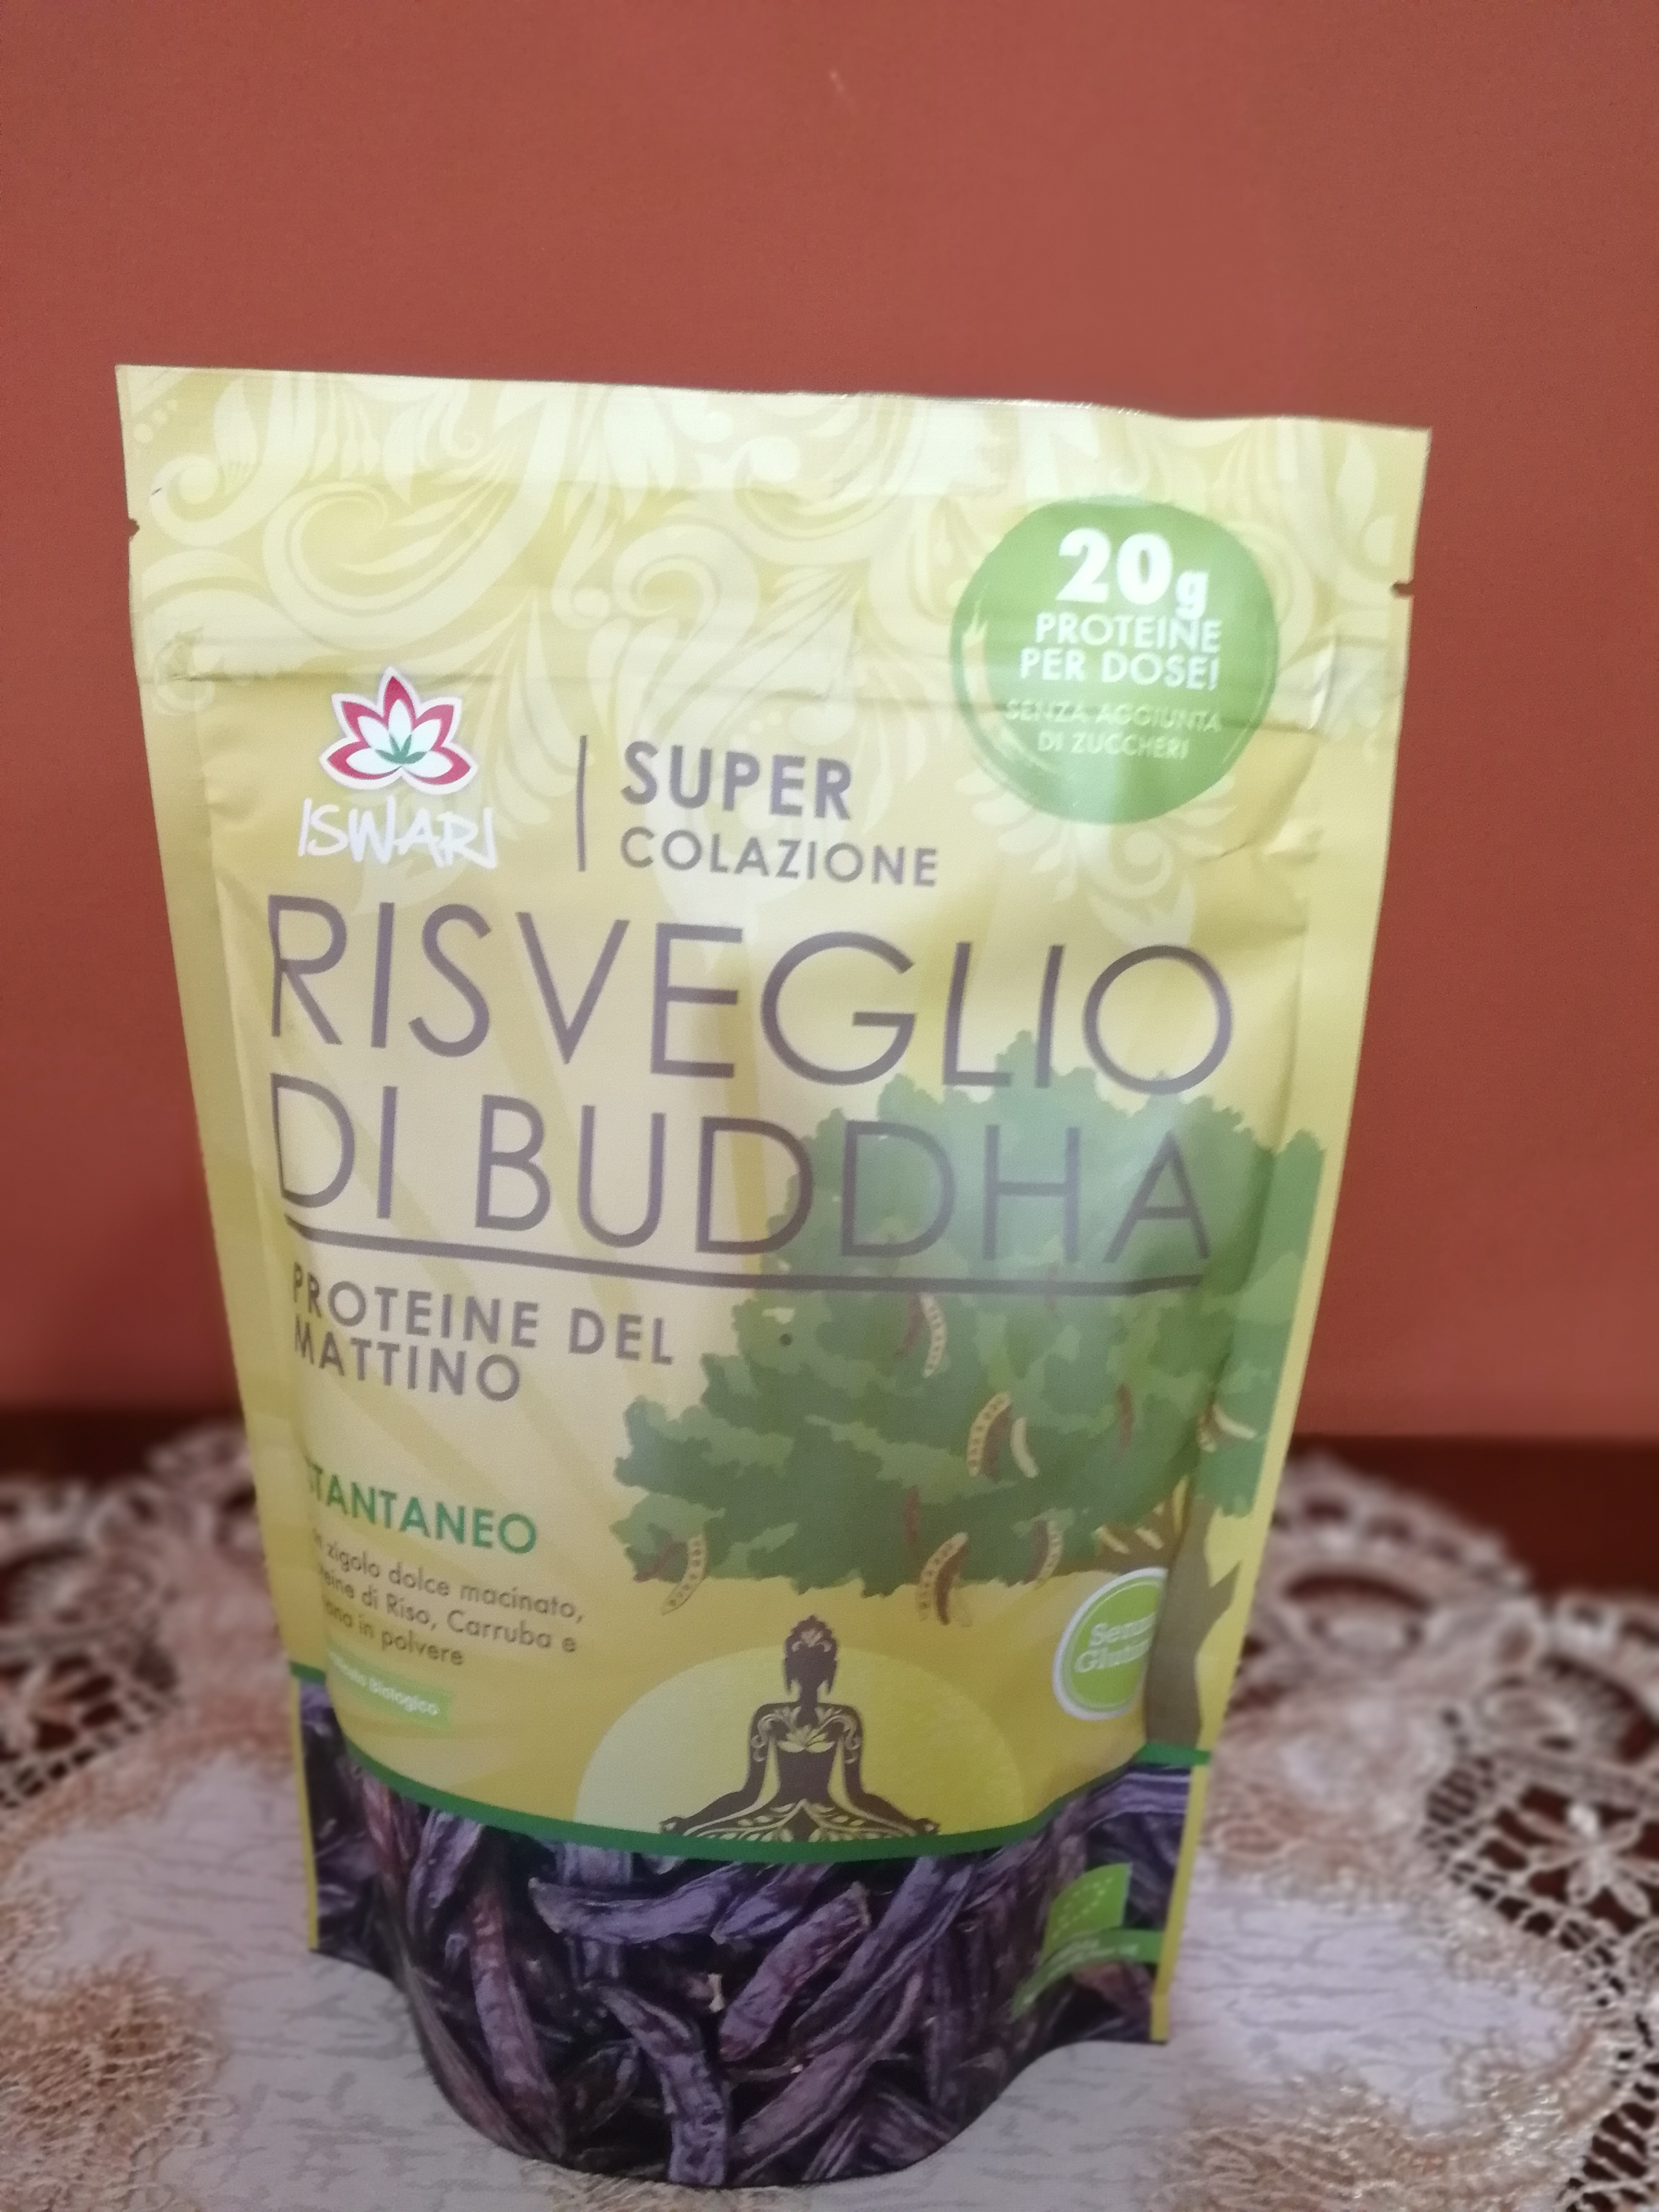 20g
PROTEINE
PER DOSE!
SENZA AGGIUNTA
DI ZUCCHERI
ISWARI
SUPER
COLAZIONE
RISVEGLIO
DI BUDDHA
PROTEINE DEL
MATTINO
STANTANEO
zigolo dolce macinato,
di Riso, Carruba e
in polvere
Biologico